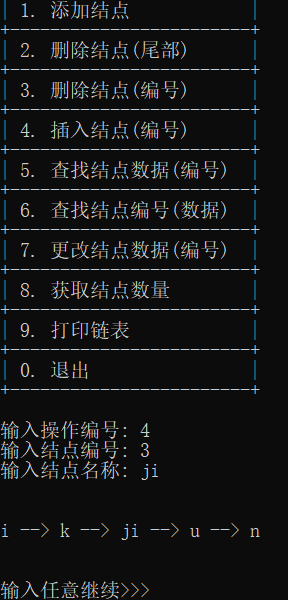 | 1. 添加结点 |
+------------------------+
| 2. 删除结点(尾部) |
+------------------------+
| 3. 删除结点(编号) |
+------------------------+
| 4. 插入结点(编号) |
+------------------------+
| 5. 查找结点数据(编号) |
+------------------------+
| 6. 查找结点编号(数据) |
+------------------------+
| 7. 更改结点数据(编号) |
+------------------------+
| 8. 获取结点数量 |
+------------------------+
| 9. 打印链表 |
+------------------------+
| 0. 退出 |
+------------------------+
输入操作编号: 4
输入结点编号: 3
输入结点名称: ji
i --> k --> ji --> u --> n
输入任意继续>>>